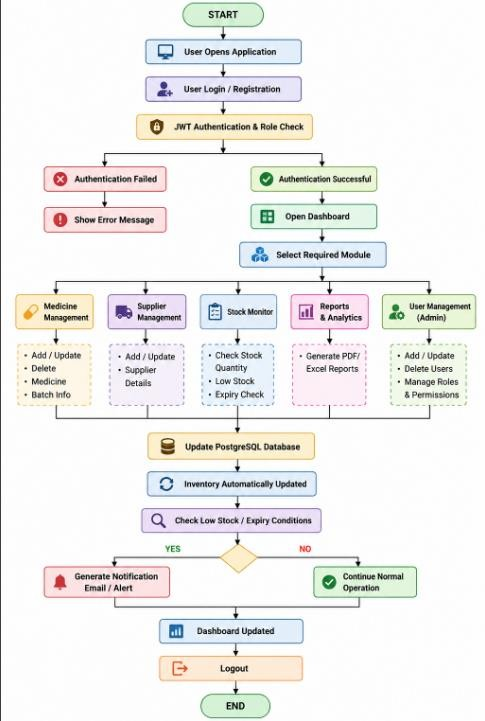 START
User Opens Application
User Login / Registration
JWT Authentication & Role Check
Authentication Failed
Authentication Successful
Show Error Message
Open Dashboard
Select Required Module
Medicine
Management
Supplier
Management
Stock Monitor
Reports
& Analytics
User Management
(Admin)
• Add / Update
• Delete
• Medicine
• Batch Info
• Add / Update
• Supplier
Details
• Check Stock
Quantity
• Low Stock
• Expiry Check
• Generate PDF/
Excel Reports
• Add / Update
• Delete Users
• Manage Roles
& Permissions
Update PostgreSQL Database
Inventory Automatically Updated
Check Low Stock / Expiry Conditions
YES
NO
Generate Notification
Email / Alert
Continue Normal
Operation
Dashboard Updated
Logout
END